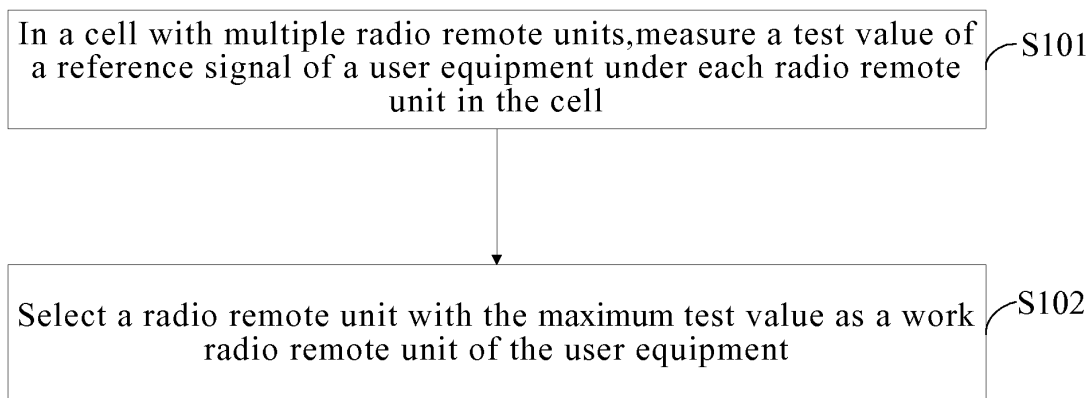 In a cell with multiple radio remote units,measure a test value of
a reference signal of a user equipment under each radio remote
unit in the cell
S101
Select a radio remote unit with the maximum test value as a work
radio remote unit of the user equipment
S102